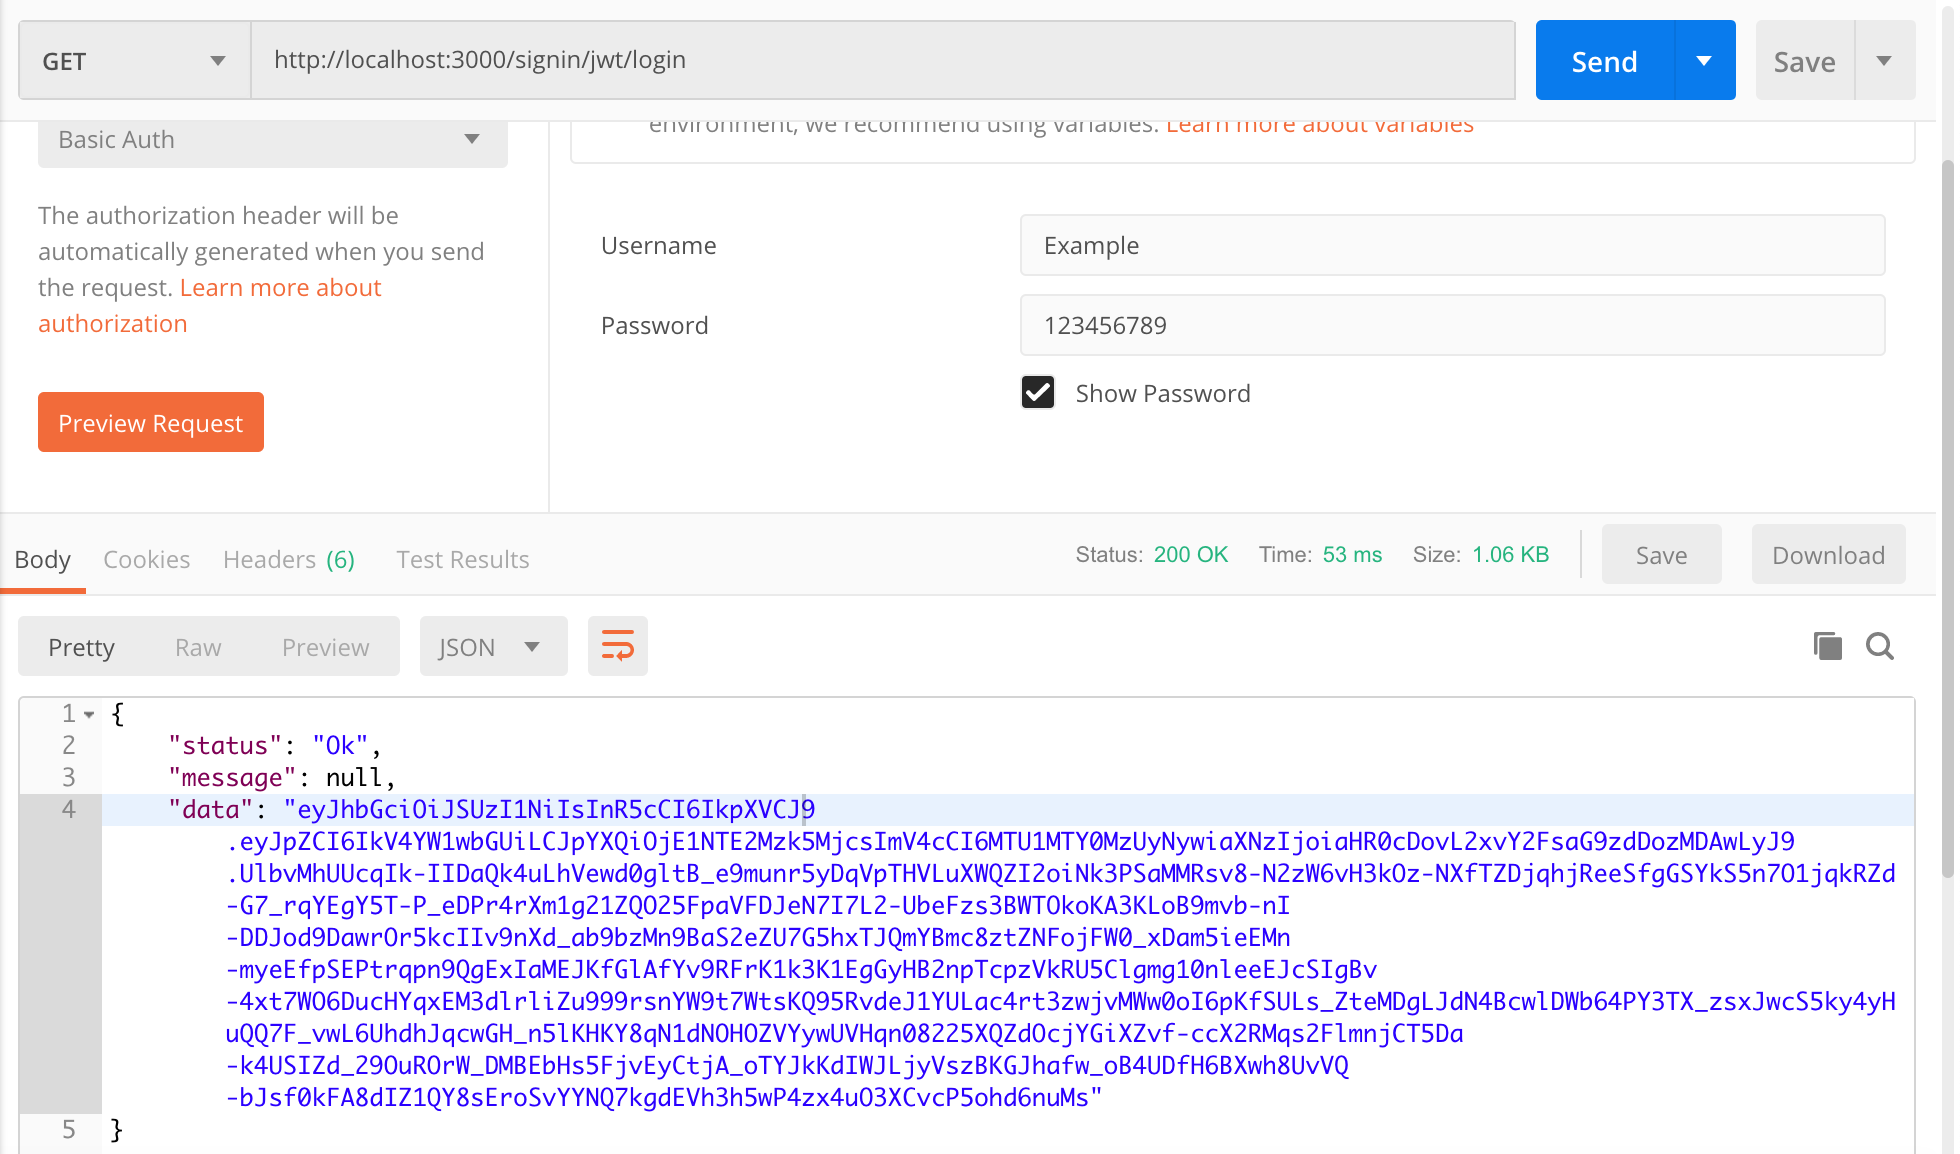 GET
http://localhost:3000/signin/jwt/login
Send
Save
Basic Auth
environment, we recommend using variables. Learn more about variables
The authorization header will be
automatically generated when you send
the request. Learn more about
authorization
Preview Request
Username
Example
Password
123456789
Show Password
Body
Cookies
Headers (6)
Test Results
Status: 200 OK
Time: 53 ms
Size: 1.06 KB
Save
Download
Pretty
Raw
Preview
JSON
1 {
2 "status": "Ok",
3 "message": null,
4 "data": "eyJhbGciOiJSUzI1NiIsInR5cCI6IkpXVCJ9
.eyJpZCI6IkV4YW1wbGUiLCJpYXQiOjE1NTE2Mzk5MjcsImV4cCI6MTU1MTY0MzUyNywiaXNzIjoiaHR0cDovL2xvY2FsaG9zdDozMDAwLyJ9
.UlbvMhUUcqIk-IIDaQk4uLhVewd0gltB_e9munr5yDqVpTHVLuXWQZI2oiNk3PSaMMRsv8-N2zW6vH3kOz-NXfTZDjqhjReeSfgGSYkS5n7O1jqkRZd
-G7_rqYEgY5T-P_eDPr4rXm1g21ZQO25FpaVFDJeN7I7L2-UbeFzs3BWTOkoKA3KLoB9mvb-nI
-DDJod9DawrOr5kcIIv9nXd_ab9bzMn9BaS2eZU7G5hxTJQmYBmc8ztZNFojFW0_xDam5ieEMn
-myeEfpSEPtrqpn9QgExIaMEJKfGlAfYv9RFrK1k3K1EgGyHB2npTcpzVkRU5Clgmg10nleeEJcSIgBv
-4xt7WO6DucHYqxEM3dlrliZu999rsnYW9t7WtsKQ95RvdeJ1YULac4rt3zwjvMWw0oI6pKfSULs_ZteMDgLJdN4BcwlDWb64PY3TX_zsxJwcS5ky4yH
uQQ7F_vwL6UhdhJqcwGH_n5lKHKY8qN1dNOHOZVYywUVHqn08225XQZdOcjYGiXZvf-ccX2RMqs2FlmnjCT5Da
-k4USIZd_29OuROrW_DMBEbHs5FjvEyCtjA_oTYJkKdIWJLjyVszBKGJhafw_oB4UDfH6BXwh8UvVQ
-bJsf0kFA8dIZ1QY8sEroSvYYNQ7kgdEVh3h5wP4zx4uO3XCvcP5ohd6nuMs"
5 }